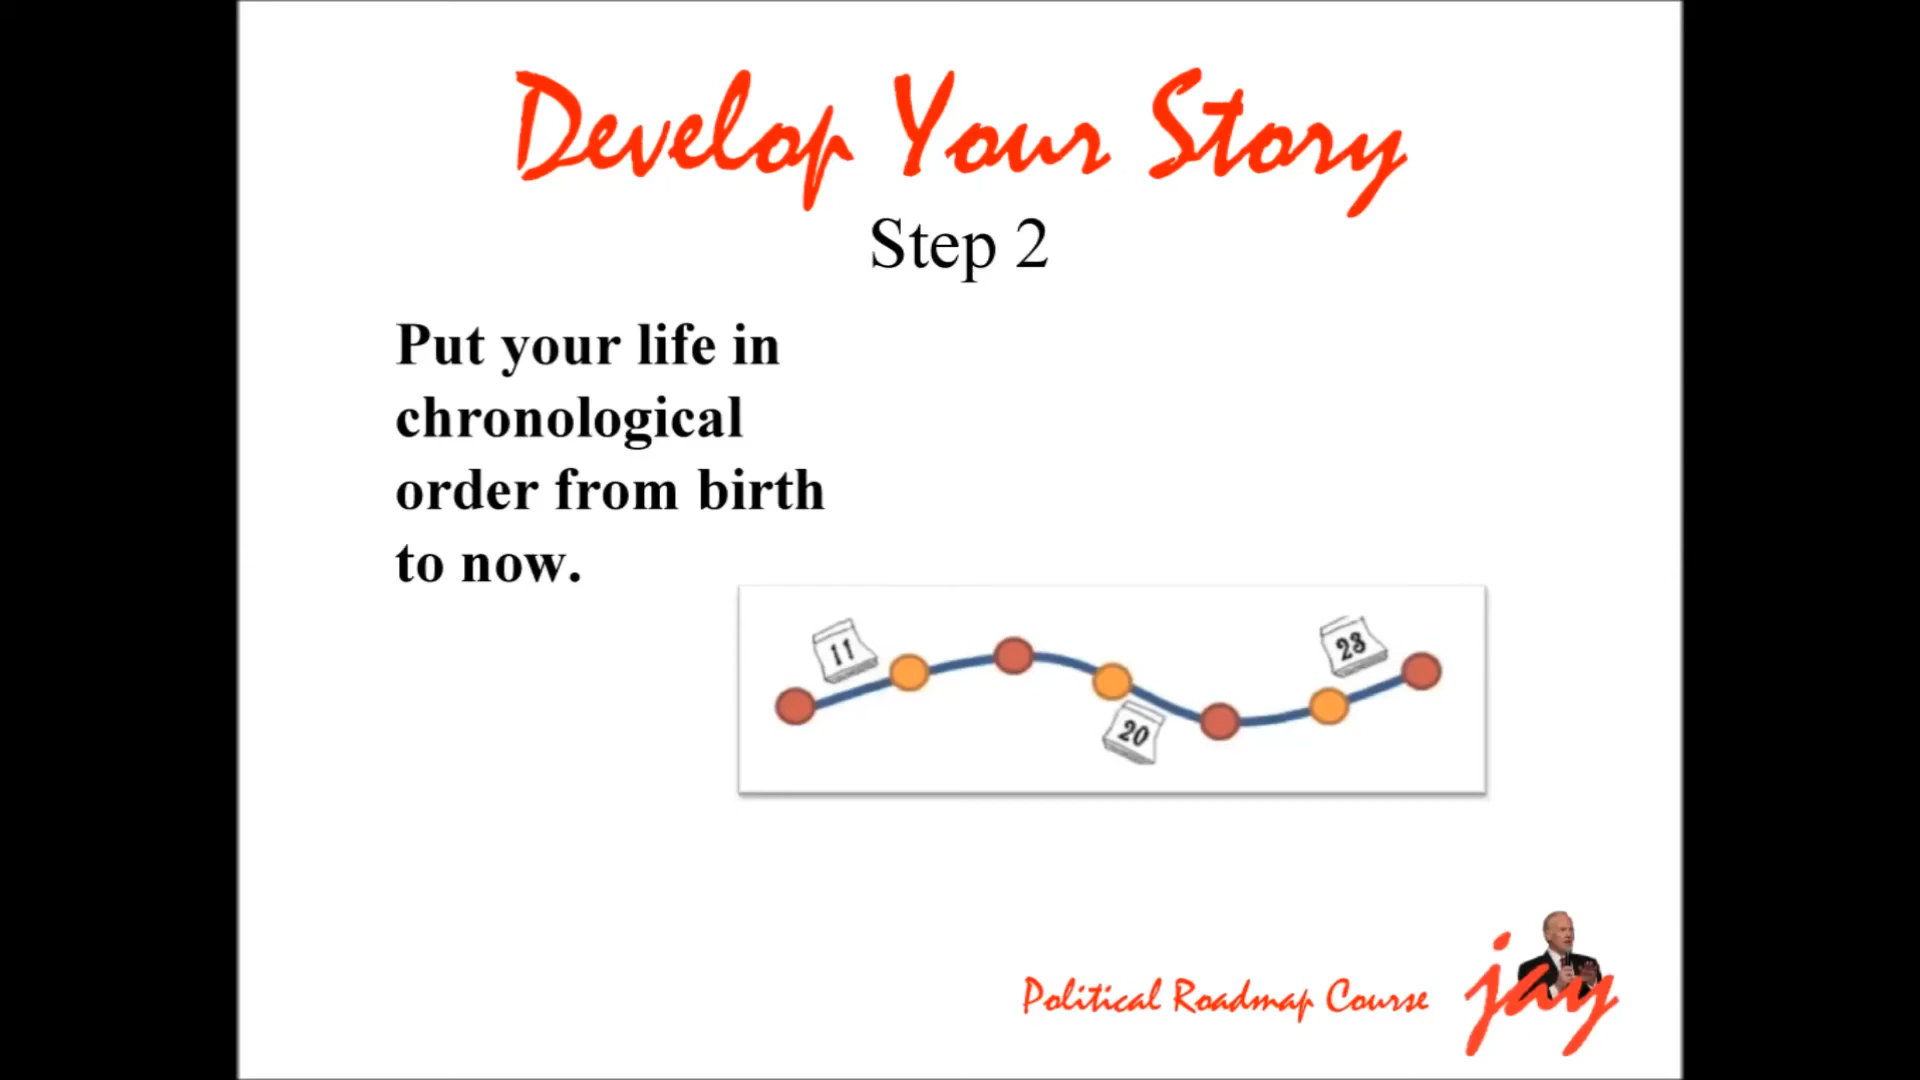 Develop Your Story
Step 2
Put your life in
chronological
order from birth
to now.
11
20
23
Political Roadmap Course
jay